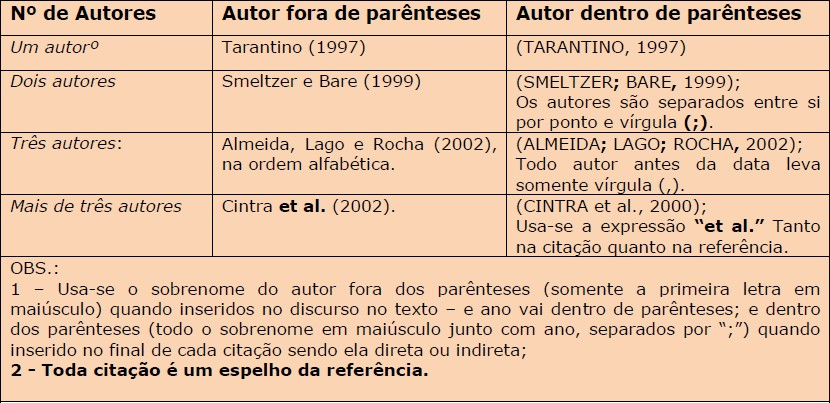 Nº de Autores Autor fora de parênteses Autor dentro de parênteses
Um autorº Tarantino (1997) (TARANTINO, 1997)
Dois autores Smeltzer e Bare (1999) (SMELTZER; BARE, 1999);
Os autores são separados entre si
por ponto e vírgula (;).
Três autores: Almeida, Lago e Rocha (2002), (ALMEIDA; LAGO; ROCHA, 2002);
na ordem alfabética. Todo autor antes da data leva
somente vírgula (,).
Mais de três autores Cintra et al. (2002). (CINTRA et al., 2000);
Usa-se a expressão “et al.” Tanto
na citação quanto na referência.
OBS.:
1 – Usa-se o sobrenome do autor fora dos parênteses (somente a primeira letra em
maiúsculo) quando inseridos no discurso no texto – e ano vai dentro de parênteses; e dentro
dos parênteses (todo o sobrenome em maiúsculo junto com ano, separados por “;”) quando
inserido no final de cada citação sendo ela direta ou indireta;
2 - Toda citação é um espelho da referência.